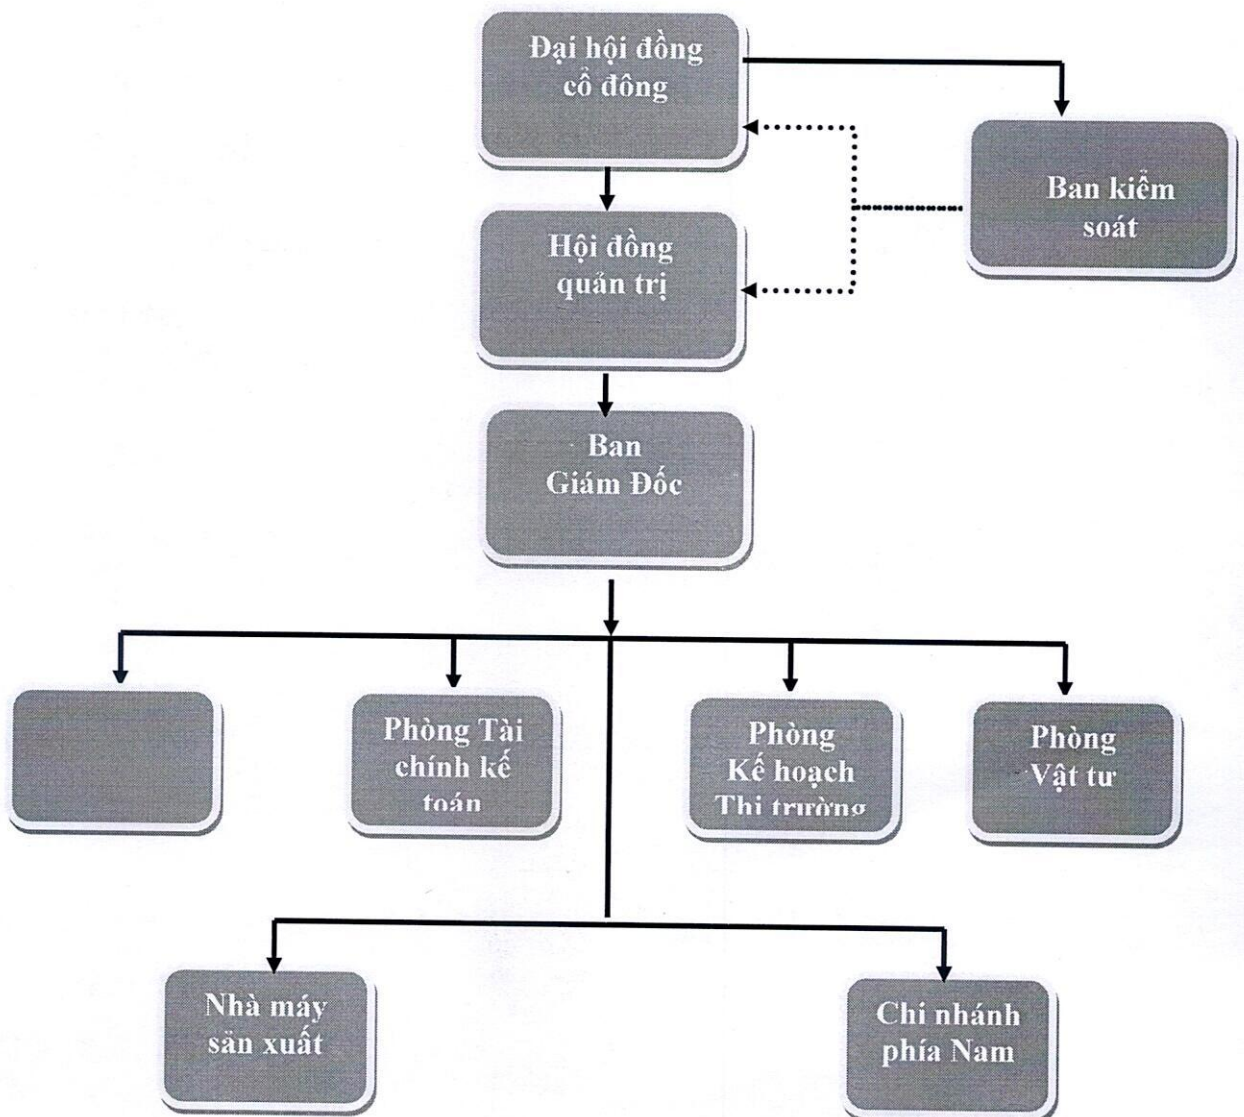 Đại hội đồng
cổ đông
Ban kiểm
soát
Hội đồng
quản trị
Ban
Giám Đốc
Phòng Tài
chính kế
toán
Phòng
Kế hoạch
Thị trường
Phòng
Vật tư
Nhà máy
sản xuất
Chi nhánh
phía Nam